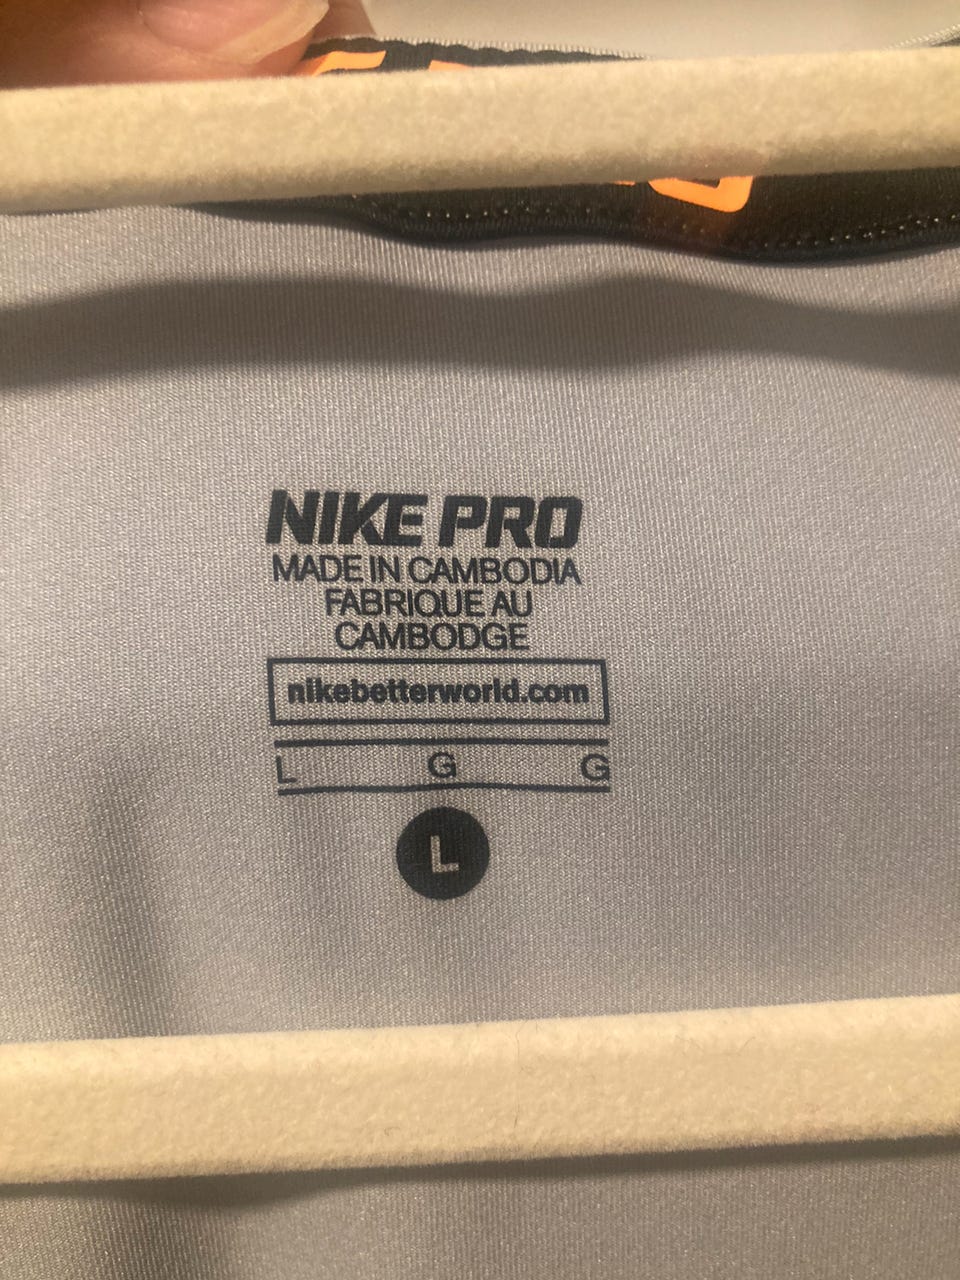 NIKE PRO
MADE IN CAMBODIA
FABRIQUE AU
CAMBODGE
nikebetterworld.com
L G G
L